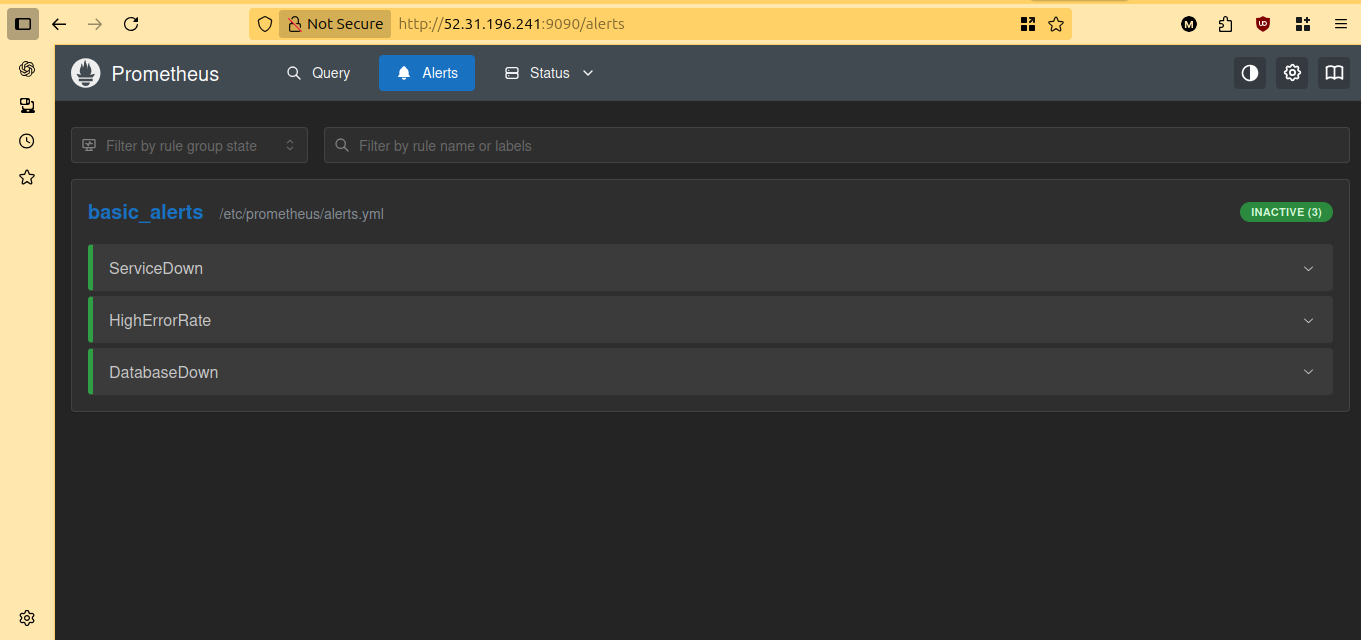 Not Secure http://52.31.196.241:9090/alerts
Prometheus Query Alerts Status
Filter by rule group state Filter by rule name or labels
basic_alerts /etc/prometheus/alerts.yml INACTIVE (3)
ServiceDown
HighErrorRate
DatabaseDown